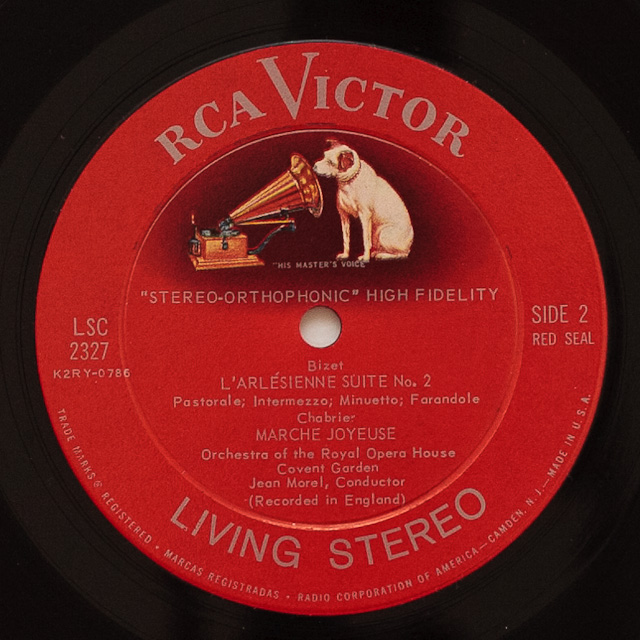 RCA VICTOR
"HIS MASTER'S VOICE"
"STEREO-ORTHOPHONIC" HIGH FIDELITY
LSC
2327
K2RY-0786
SIDE 2
RED SEAL
Bizet
L'ARLÉSIENNE SUITE No. 2
Pastorale; Intermezzo; Minuetto; Farandole
Chabrier
MARCHE JOYEUSE
Orchestra of the Royal Opera House
Covent Garden
Jean Morel, Conductor
(Recorded in England)
LIVING STEREO
TRADE MARKS ® REGISTERED • MARCAS REGISTRADAS • RADIO CORPORATION OF AMERICA—CAMDEN, N.J.—MADE IN U.S.A.